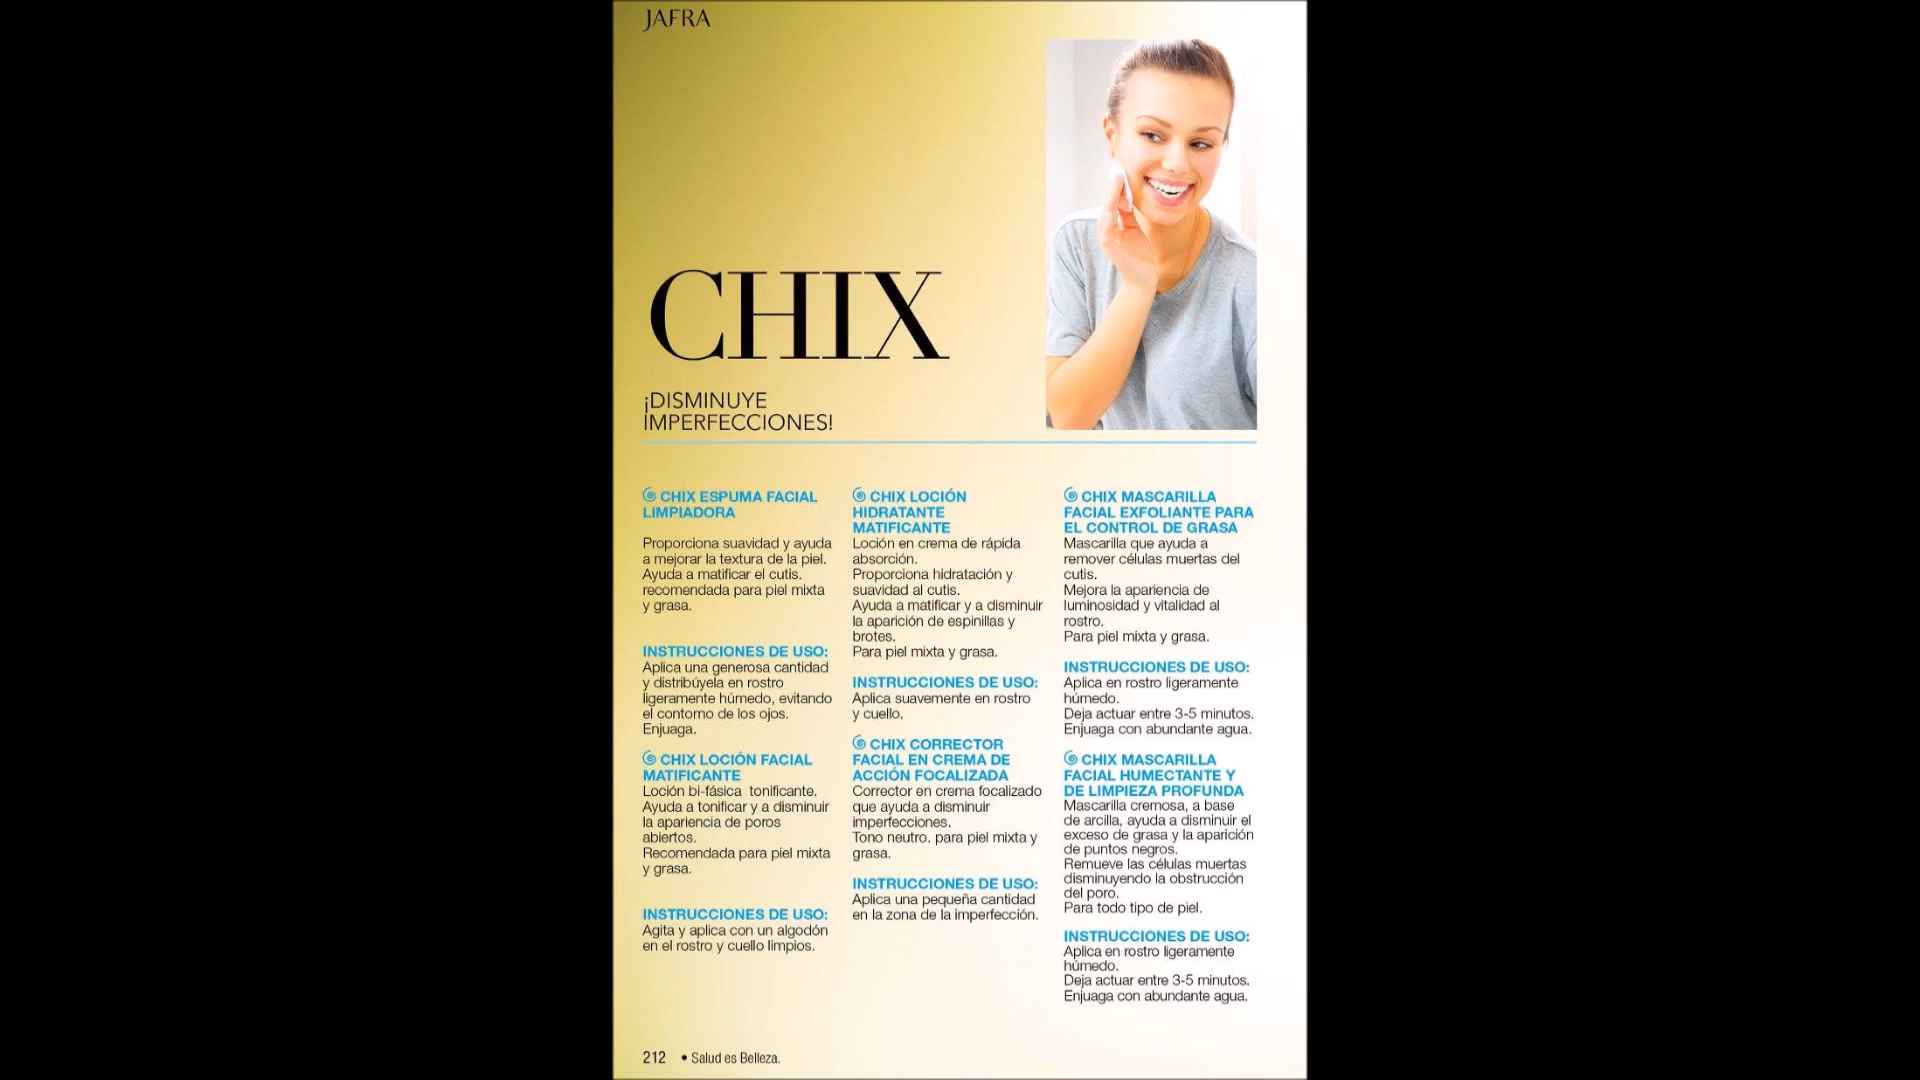 JAFRA
CHIX
¡DISMINUYE
IMPERFECCIONES!
CHIX ESPUMA FACIAL
LIMPIADORA
Proporciona suavidad y ayuda
a mejorar la textura de la piel.
Ayuda a matificar el cutis.
recomendada para piel mixta
y grasa.
INSTRUCCIONES DE USO:
Aplica una generosa cantidad
y distribúyela en rostro
ligeramente húmedo, evitando
el contorno de los ojos.
Enjuaga.
CHIX LOCIÓN FACIAL
MATIFICANTE
Loción bi-fásica tonificante.
Ayuda a tonificar y a disminuir
la apariencia de poros
abiertos.
Recomendada para piel mixta
y grasa.
INSTRUCCIONES DE USO:
Agita y aplica con un algodón
en el rostro y cuello limpios.
CHIX LOCIÓN
HIDRATANTE
MATIFICANTE
Loción en crema de rápida
absorción.
Proporciona hidratación y
suavidad al cutis.
Ayuda a matificar y a disminuir
la aparición de espinillas y
brotes.
Para piel mixta y grasa.
INSTRUCCIONES DE USO:
Aplica suavemente en rostro
y cuello.
CHIX CORRECTOR
FACIAL EN CREMA DE
ACCIÓN FOCALIZADA
Corrector en crema focalizado
que ayuda a disminuir
imperfecciones.
Tono neutro. para piel mixta y
grasa.
INSTRUCCIONES DE USO:
Aplica una pequeña cantidad
en la zona de la imperfección.
CHIX MASCARILLA
FACIAL EXFOLIANTE PARA
EL CONTROL DE GRASA
Mascarilla que ayuda a
remover células muertas del
cutis.
Mejora la apariencia de
luminosidad y vitalidad al
rostro.
Para piel mixta y grasa.
INSTRUCCIONES DE USO:
Aplica en rostro ligeramente
húmedo.
Deja actuar entre 3-5 minutos.
Enjuaga con abundante agua.
CHIX MASCARILLA
FACIAL HUMECTANTE Y
DE LIMPIEZA PROFUNDA
Mascarilla cremosa, a base
de arcilla, ayuda a disminuir el
exceso de grasa y la aparición
de puntos negros.
Remueve las células muertas
disminuyendo la obstrucción
del poro.
Para todo tipo de piel.
INSTRUCCIONES DE USO:
Aplica en rostro ligeramente
húmedo.
Deja actuar entre 3-5 minutos.
Enjuaga con abundante agua.
212 • Salud es Belleza.